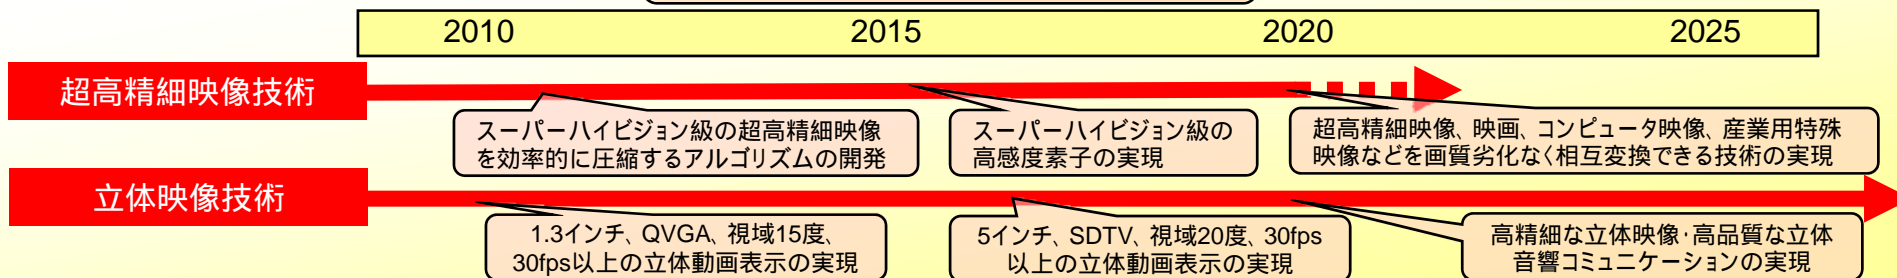 2010 2015 2020 2025
超高精細映像技術
スーパーハイビジョン級の超高精細映像
を効率的に圧縮するアルゴリズムの開発
スーパーハイビジョン級の
高感度素子の実現
超高精細映像、映画、コンピュータ映像、産業用特殊
映像などを画質劣化なく相互変換できる技術の実現
立体映像技術
1.3インチ、QVGA、視域15度、
30fps以上の立体動画表示の実現
5インチ、SDTV、視域20度、30fps
以上の立体動画表示の実現
高精細な立体映像・高品質な立体
音響コミュニケーションの実現